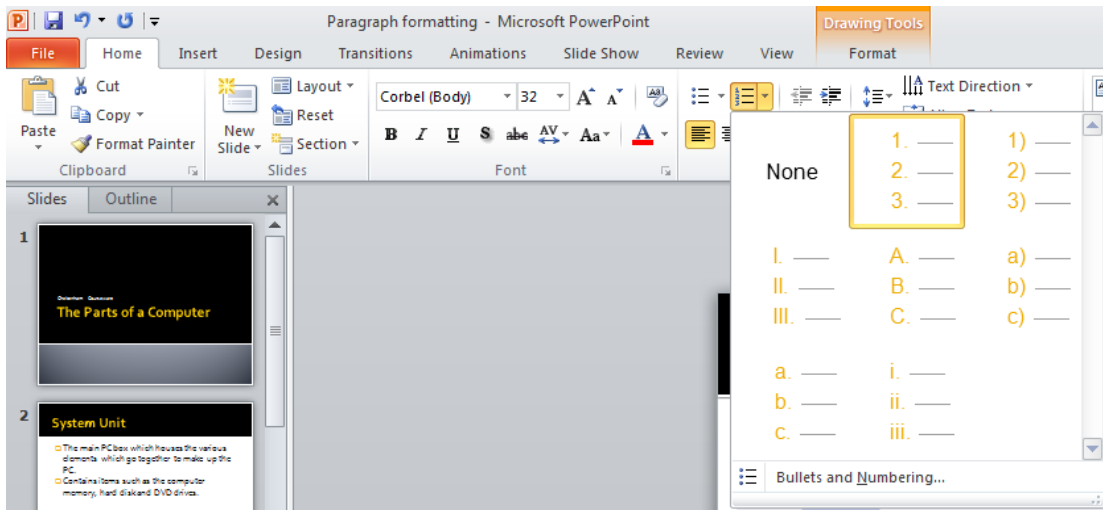 Paragraph formatting - Microsoft PowerPoint
Drawing Tools
File Home Insert Design Transitions Animations Slide Show Review View Format
Paste
Cut
Copy
Format Painter
Clipboard
New
Slide
Layout
Reset
Section
Slides
Corbel (Body) 32
B I U S abc AV Aa A
Font
Text Direction
Slides Outline
1
The Parts of a Computer
2
System Unit
The main PC box which houses the various
elements which go together to make up the
PC.
Contains items such as the computer
memory, hard disk and DVD drives.
None
1.
2.
3.
1)
2)
3)
I.
II.
III.
A.
B.
C.
a)
b)
c)
a.
b.
c.
i.
ii.
iii.
Bullets and Numbering...